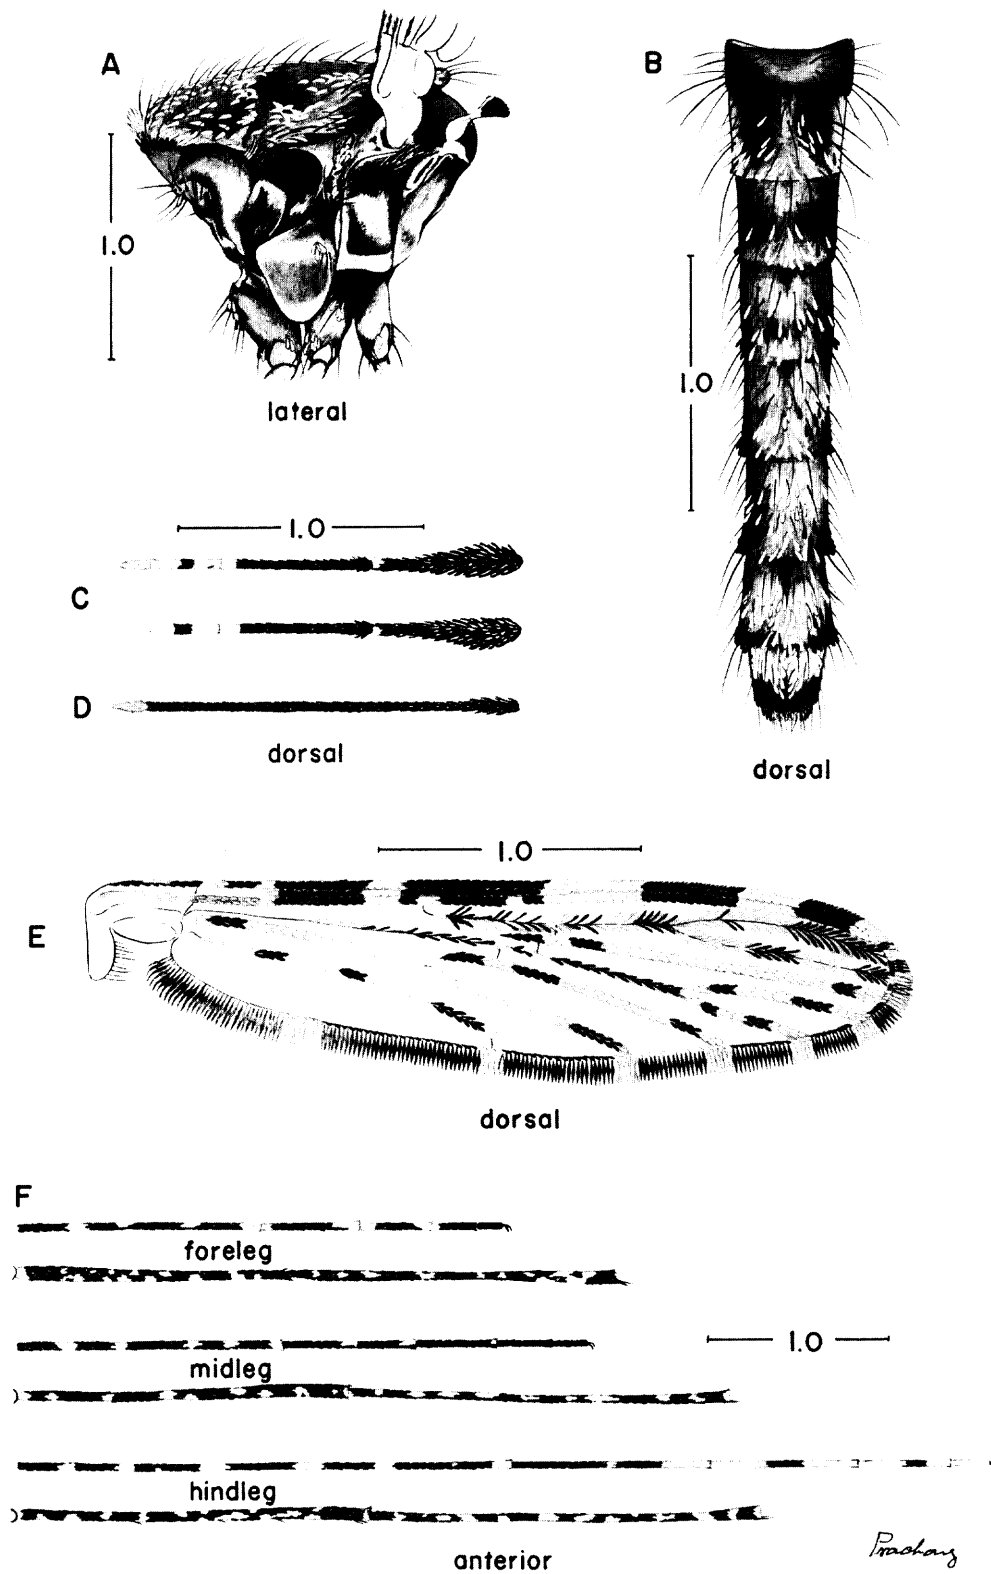 A
B
1.0
lateral
1.0
1.0
C
D
dorsal
dorsal
1.0
E
dorsal
F
foreleg
1.0
midleg
hindleg
anterior
Prachong